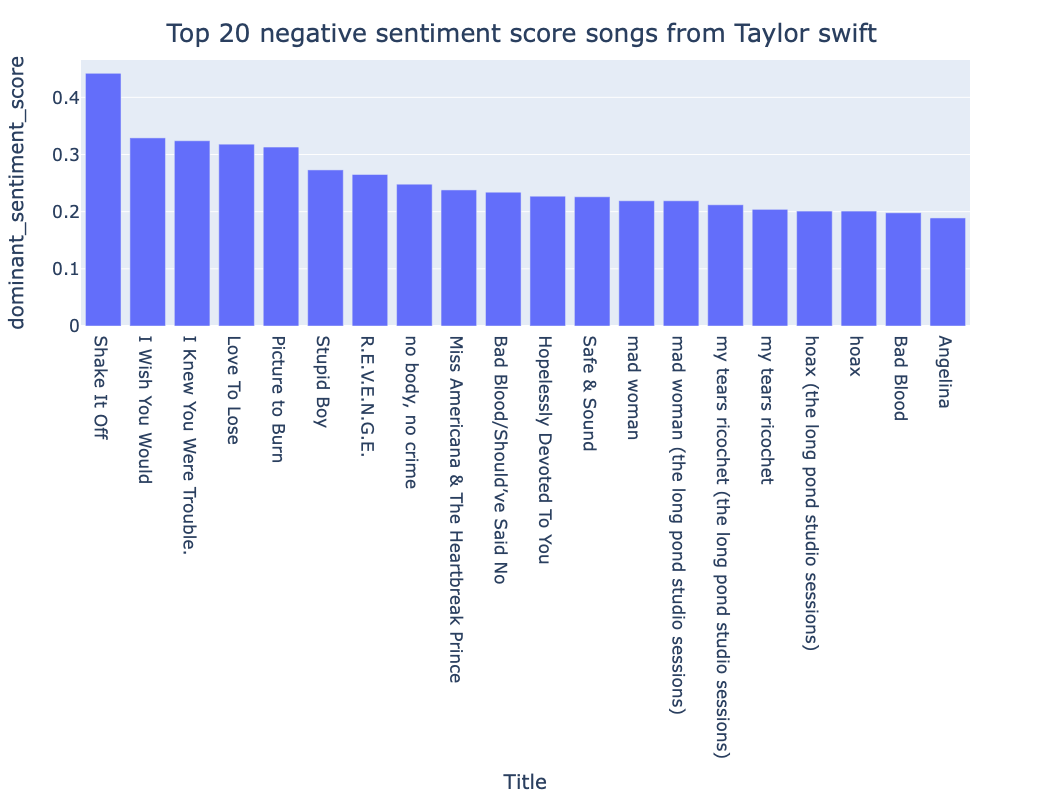 Top 20 negative sentiment score songs from Taylor swift
dominant_sentiment_score
0.4
0.3
0.2
0.1
0
Shake It Off
I Wish You Would
I Knew You Were Trouble.
Love To Lose
Picture to Burn
Stupid Boy
R.E.V.E.N.G.E.
no body, no crime
Miss Americana & The Heartbreak Prince
Bad Blood/Should’ve Said No
Hopelessly Devoted To You
Safe & Sound
mad woman
mad woman (the long pond studio sessions)
my tears ricochet (the long pond studio sessions)
my tears ricochet
hoax (the long pond studio sessions)
hoax
Bad Blood
Angelina
Title